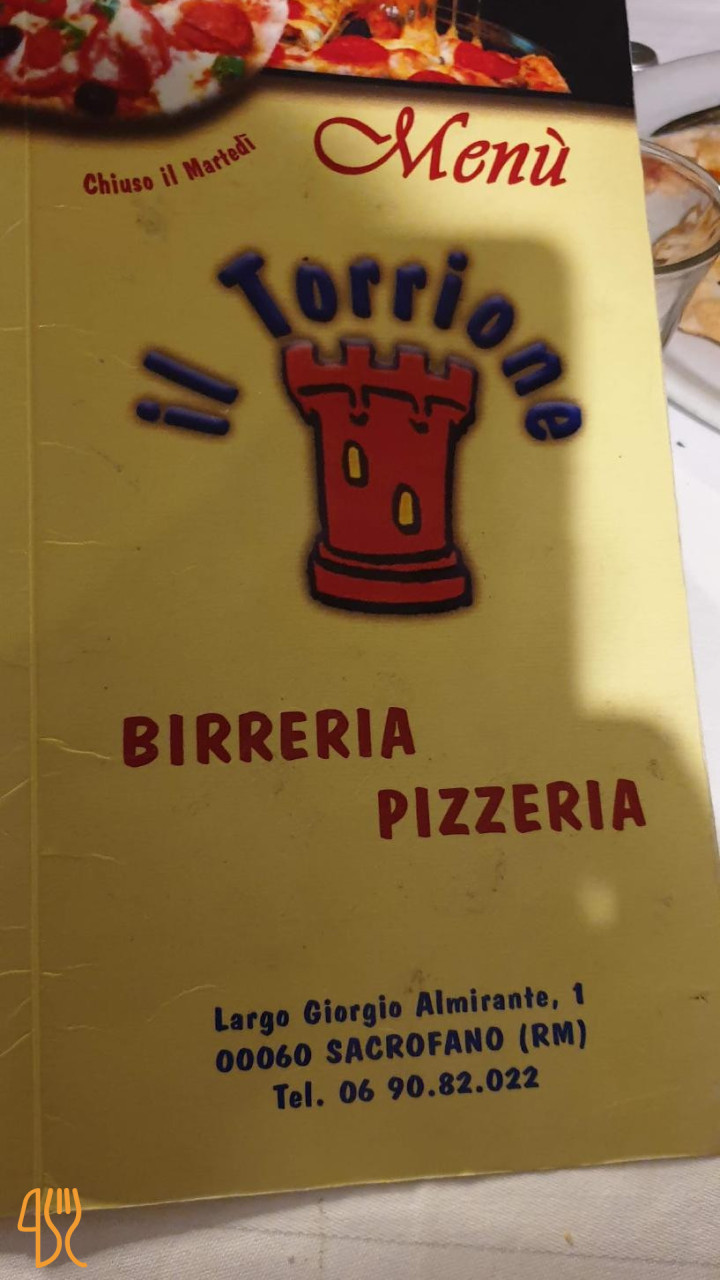 Menù
Chiuso il Martedì
il Torrione
BIRRERIA
PIZZERIA
Largo Giorgio Almirante, 1
00060 SACROFANO (RM)
Tel. 06 90.82.022